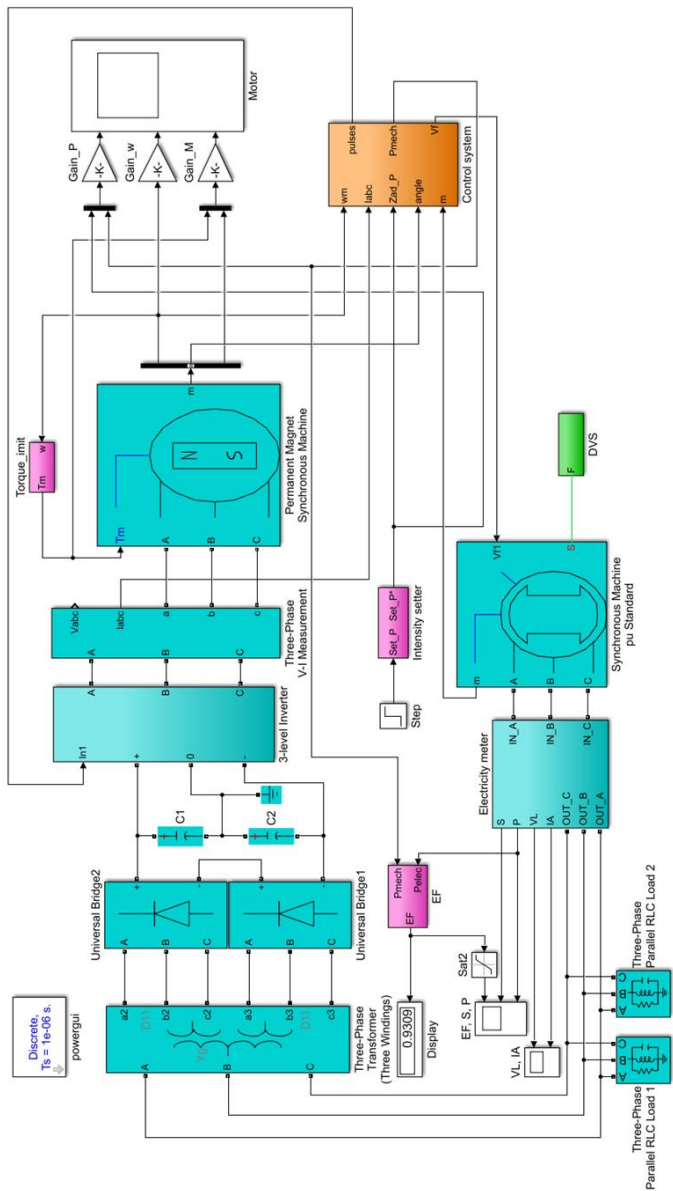 Discrete,
Ts = 1e-06 s.
powergui
A
B
C
Yg
D11
D11
a2
b2
c2
a3
b3
c3
Three-Phase
Transformer
(Three Windings)
A
B
C
+
-
Universal Bridge2
A
B
C
+
-
Universal Bridge1
+
C1
+
C2
In1
+
0
-
A
B
C
3-level Inverter
A
B
C
Vabc
Iabc
a
b
c
Three-Phase
V-I Measurement
Torque_imit
Tm
w
Tm
A
B
C
N
S
m
Permanent Magnet
Synchronous Machine
Gain_P
-K-
Gain_w
-K-
Gain_M
-K-
Motor
wm
Iabc
Zad_P
angle
m
pulses
Pmech
Vf
Control system
Step
Set_P
Set_P*
Intensity setter
Pmech
Pelec
EF
EF
0.9309
Display
Sat2
EF, S, P
VL, IA
Electricity meter
S
P
VL
IA
OUT_C
OUT_B
OUT_A
IN_A
IN_B
IN_C
m
A
B
C
Vf1
S
Synchronous Machine
pu Standard
F
DVS
A
B
C
Three-Phase
Parallel RLC Load 1
A
B
C
Three-Phase
Parallel RLC Load 2